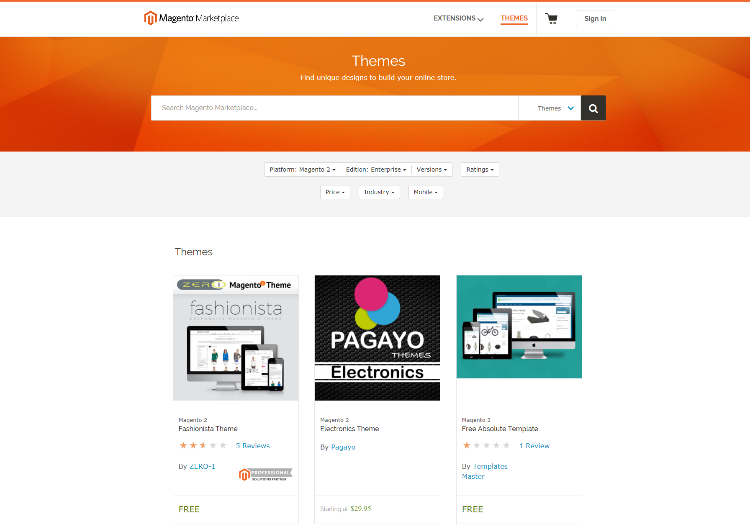 Magento Marketplace
EXTENSIONS
THEMES
Sign in
Themes
Find unique designs to build your online store.
Search Magento Marketplace...
Themes
Platform: Magento 2
Edition: Enterprise
Versions
Ratings
Price
Industry
Mobile
Themes
ZERO1 Magento Theme
fashionista
PAGAYO
THEMES
Electronics
Magento 2
Fashionista Theme
5 Reviews
By ZERO-1
PROFESSIONAL
SOLUTIONS PARTNER
FREE
Magento 2
Electronics Theme
By Pagayo
Starting at $29.95
Magento 2
Free Absolute Template
1 Review
By Templates
Master
FREE